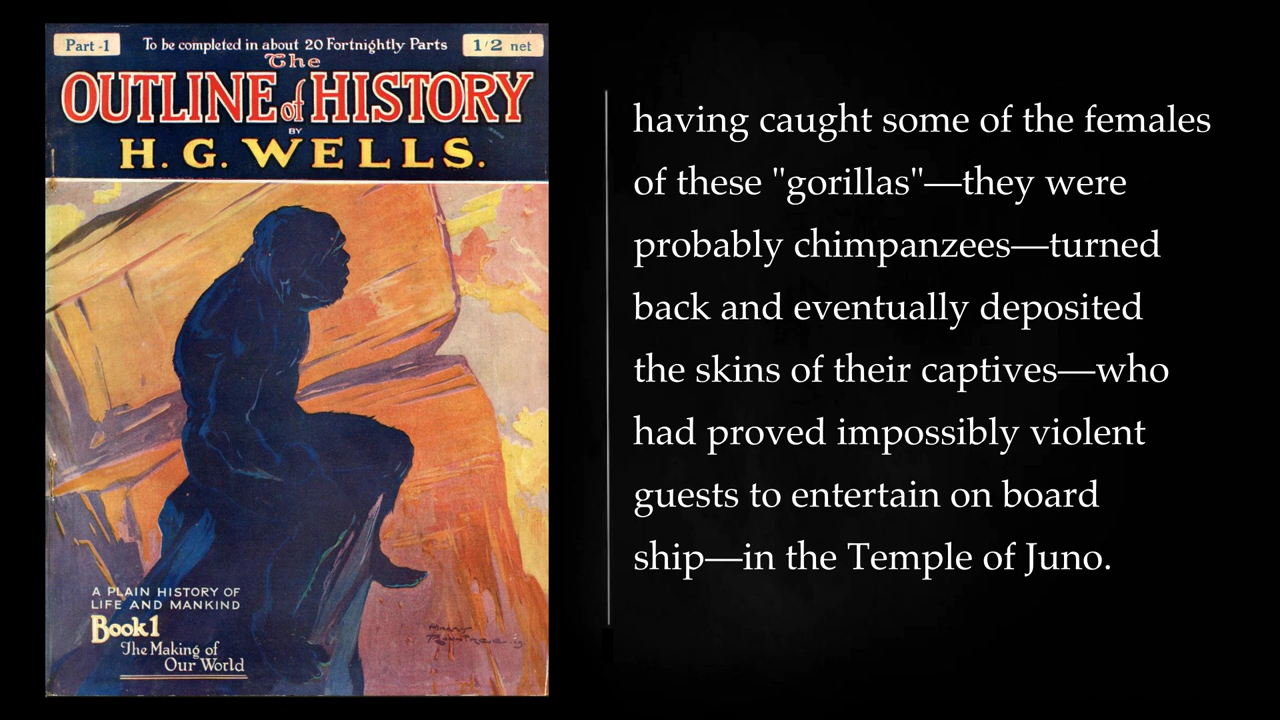 Part -1
To be completed in about 20 Fortnightly Parts
1/2 net
The
OUTLINE of HISTORY
BY
H. G. WELLS.
A PLAIN HISTORY OF
LIFE AND MANKIND
Book 1
The Making of
Our World
having caught some of the females
of these "gorillas"—they were
probably chimpanzees—turned
back and eventually deposited
the skins of their captives—who
had proved impossibly violent
guests to entertain on board
ship—in the Temple of Juno.